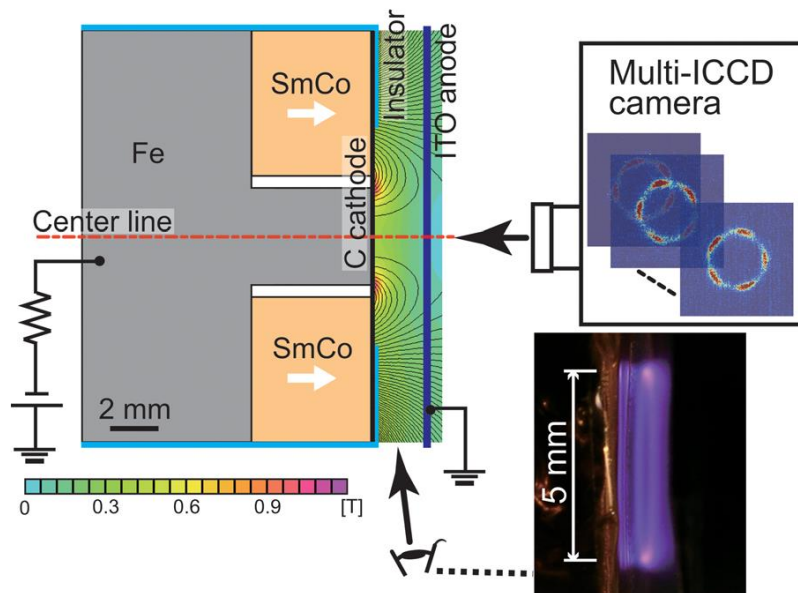 SmCo
Insulator
ITO anode
Multi-ICCD
camera
Fe
C cathode
Center line
SmCo
2 mm
5 mm
0
0.3
0.6
0.9
[T]